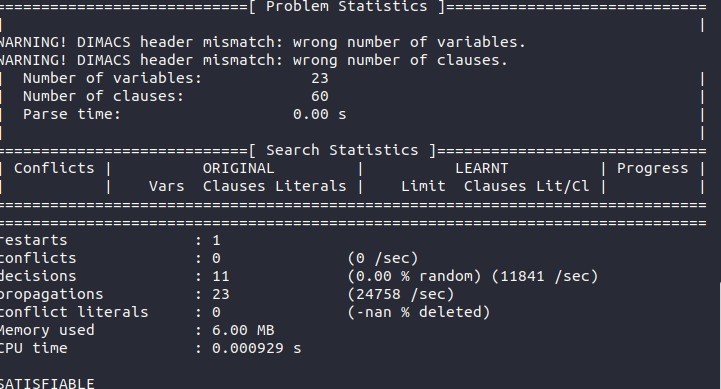 ============================[ Problem Statistics ]=============================
|                                                                             |
WARNING! DIMACS header mismatch: wrong number of variables.
WARNING! DIMACS header mismatch: wrong number of clauses.
|  Number of variables:            23                                         |
|  Number of clauses:              60                                         |
|  Parse time:                   0.00 s                                       |
|                                                                             |
============================[ Search Statistics ]==============================
| Conflicts |          ORIGINAL         |          LEARNT          | Progress |
|           |    Vars  Clauses Literals |    Limit  Clauses Lit/Cl |          |
===============================================================================
===============================================================================
restarts              : 1
conflicts             : 0              (0 /sec)
decisions             : 11             (0.00 % random) (11841 /sec)
propagations          : 23             (24758 /sec)
conflict literals     : 0              (-nan % deleted)
Memory used           : 6.00 MB
CPU time              : 0.000929 s
SATISFIABLE